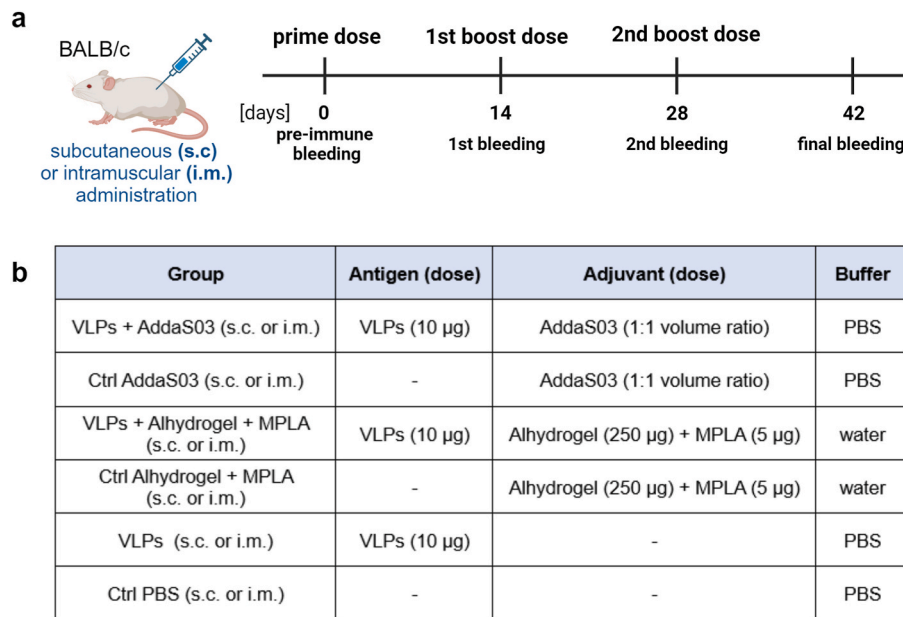 a
BALB/c
subcutaneous (s.c)
or intramuscular (i.m.)
administration
prime dose 1st boost dose 2nd boost dose
[days] 0 14 28 42
pre-immune bleeding 1st bleeding 2nd bleeding final bleeding
b
Group Antigen (dose) Adjuvant (dose) Buffer
VLPs + AddaS03 (s.c. or i.m.) VLPs (10 µg) AddaS03 (1:1 volume ratio) PBS
Ctrl AddaS03 (s.c. or i.m.) - AddaS03 (1:1 volume ratio) PBS
VLPs + Alhydrogel + MPLA
(s.c. or i.m.) VLPs (10 µg) Alhydrogel (250 µg) + MPLA (5 µg) water
Ctrl Alhydrogel + MPLA
(s.c. or i.m.) - Alhydrogel (250 µg) + MPLA (5 µg) water
VLPs (s.c. or i.m.) VLPs (10 µg) - PBS
Ctrl PBS (s.c. or i.m.) - - PBS